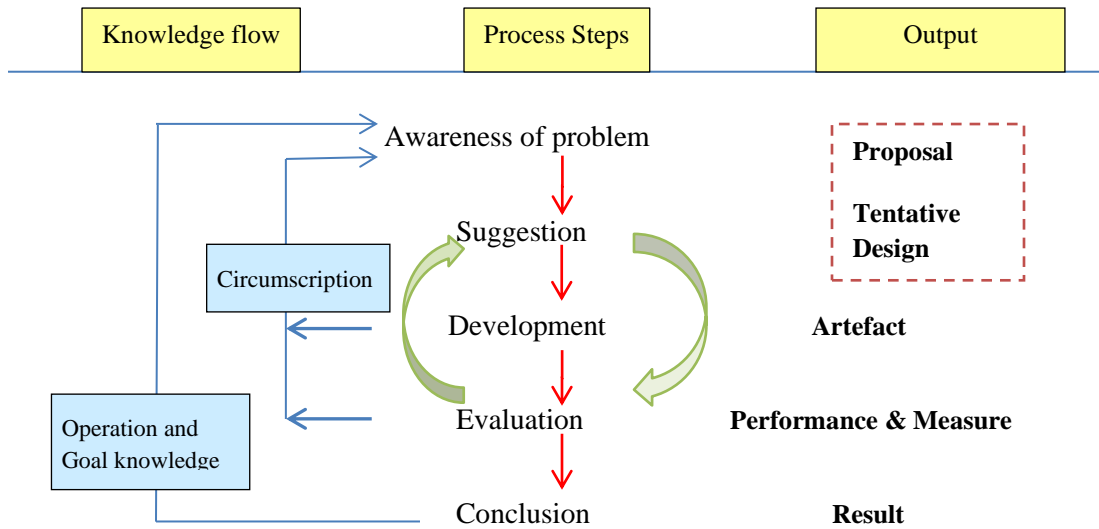 Knowledge flow
Process Steps
Output
Awareness of problem
Proposal
Tentative
Design
Suggestion
Circumscription
Development
Artefact
Evaluation
Performance & Measure
Operation and
Goal knowledge
Conclusion
Result